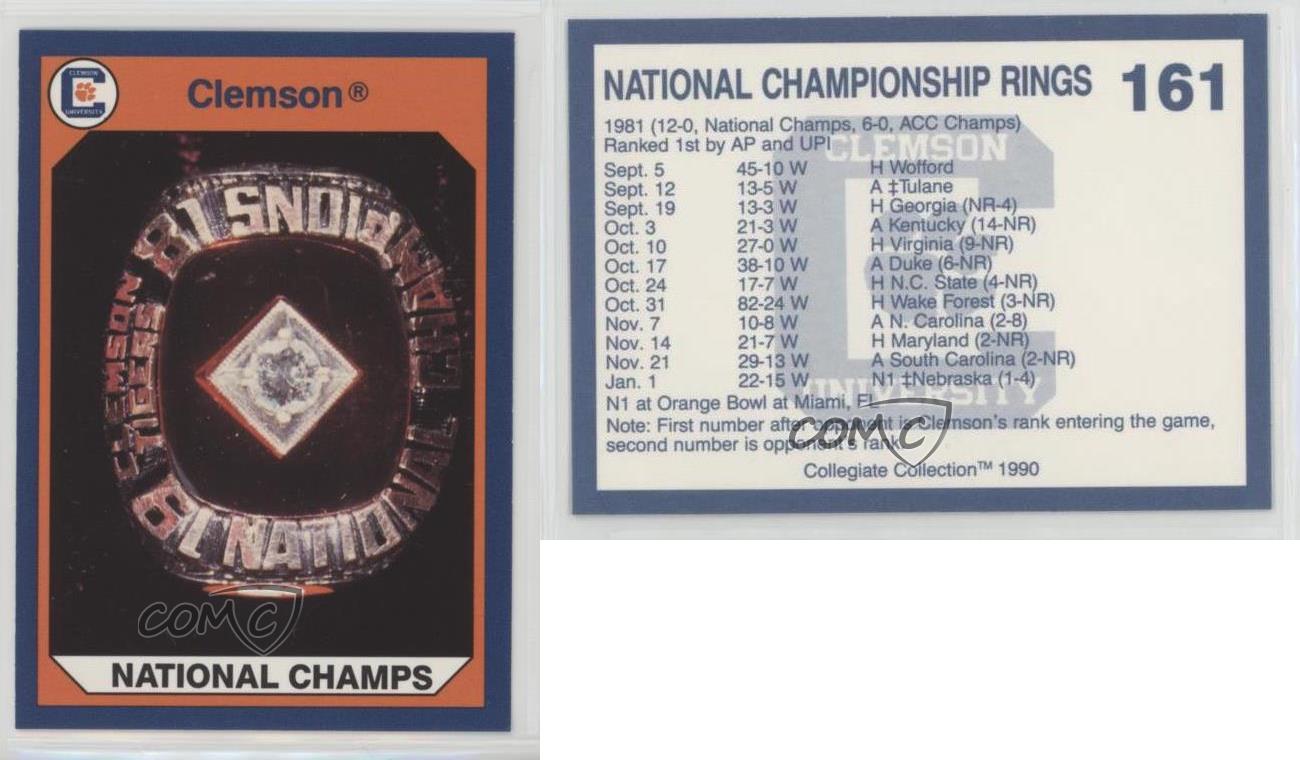 CLEMSON
UNIVERSITY
Clemson®
81 NATIONAL CHAMPIONS 81
CLEMSON
TIGERS
COMC
NATIONAL CHAMPS
NATIONAL CHAMPIONSHIP RINGS 161
1981 (12-0, National Champs, 6-0, ACC Champs)
Ranked 1st by AP and UPI
CLEMSON
Sept. 5 45-10 W H Wofford
Sept. 12 13-5 W A ‡Tulane
Sept. 19 13-3 W H Georgia (NR-4)
Oct. 3 21-3 W A Kentucky (14-NR)
Oct. 10 27-0 W H Virginia (9-NR)
Oct. 17 38-10 W A Duke (6-NR)
Oct. 24 17-7 W H N.C. State (4-NR)
Oct. 31 82-24 W H Wake Forest (3-NR)
Nov. 7 10-8 W A N. Carolina (2-8)
Nov. 14 21-7 W H Maryland (2-NR)
Nov. 21 29-13 W A South Carolina (2-NR)
Jan. 1 22-15 W N1 ‡Nebraska (1-4)
UNIVERSITY
N1 at Orange Bowl at Miami, FL
Note: First number after opponent is Clemson's rank entering the game,
second number is opponent's rank.
COMC
Collegiate Collection™ 1990